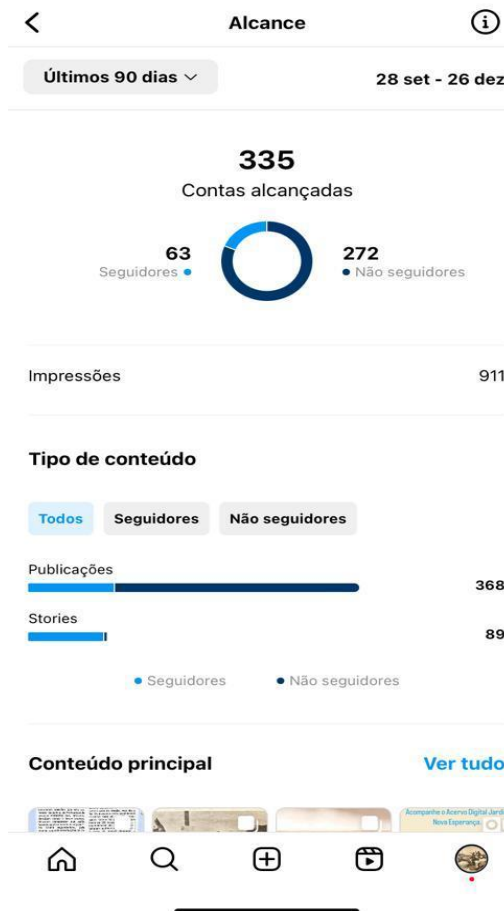 Alcance
Últimos 90 dias
28 set - 26 dez
335
Contas alcançadas
63
Seguidores
272
Não seguidores
Impressões
911
Tipo de conteúdo
Todos
Seguidores
Não seguidores
Publicações
368
Stories
89
Seguidores
Não seguidores
Conteúdo principal
Ver tudo
Acompanhe o Acervo Digital Jardi
Nova Esperança.